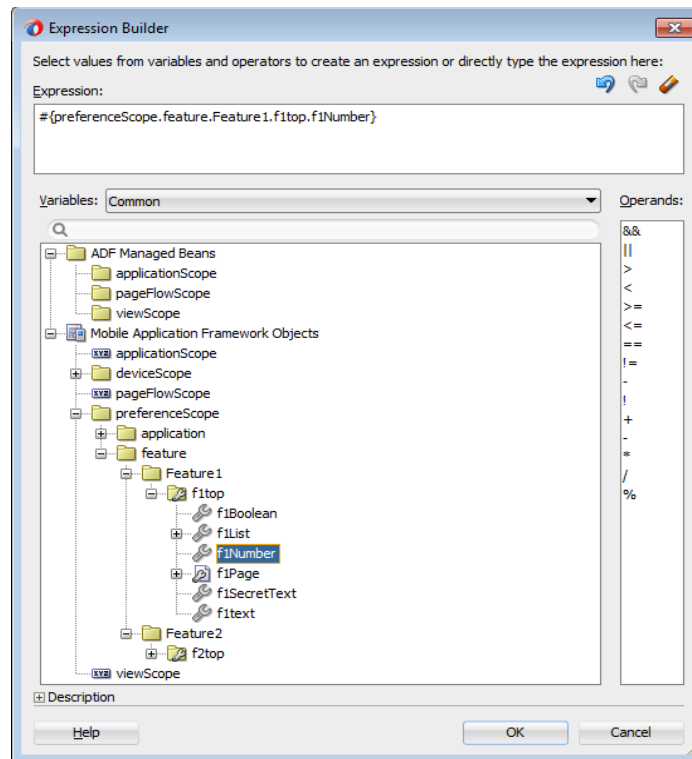 Expression Builder
Select values from variables and operators to create an expression or directly type the expression here:
Expression:
#{preferenceScope.feature.Feature1.f1top.f1Number}
Variables: Common
Operands:
ADF Managed Beans
applicationScope
pageFlowScope
viewScope
Mobile Application Framework Objects
xyz applicationScope
deviceScope
xyz pageFlowScope
preferenceScope
application
feature
Feature1
f1top
f1Boolean
f1List
f1Number
f1Page
f1SecretText
f1text
Feature2
f2top
xyz viewScope
&&
||
>
<
>=
<=
==
!=
-
!
+
-
*
/
%
Description
Help
OK
Cancel